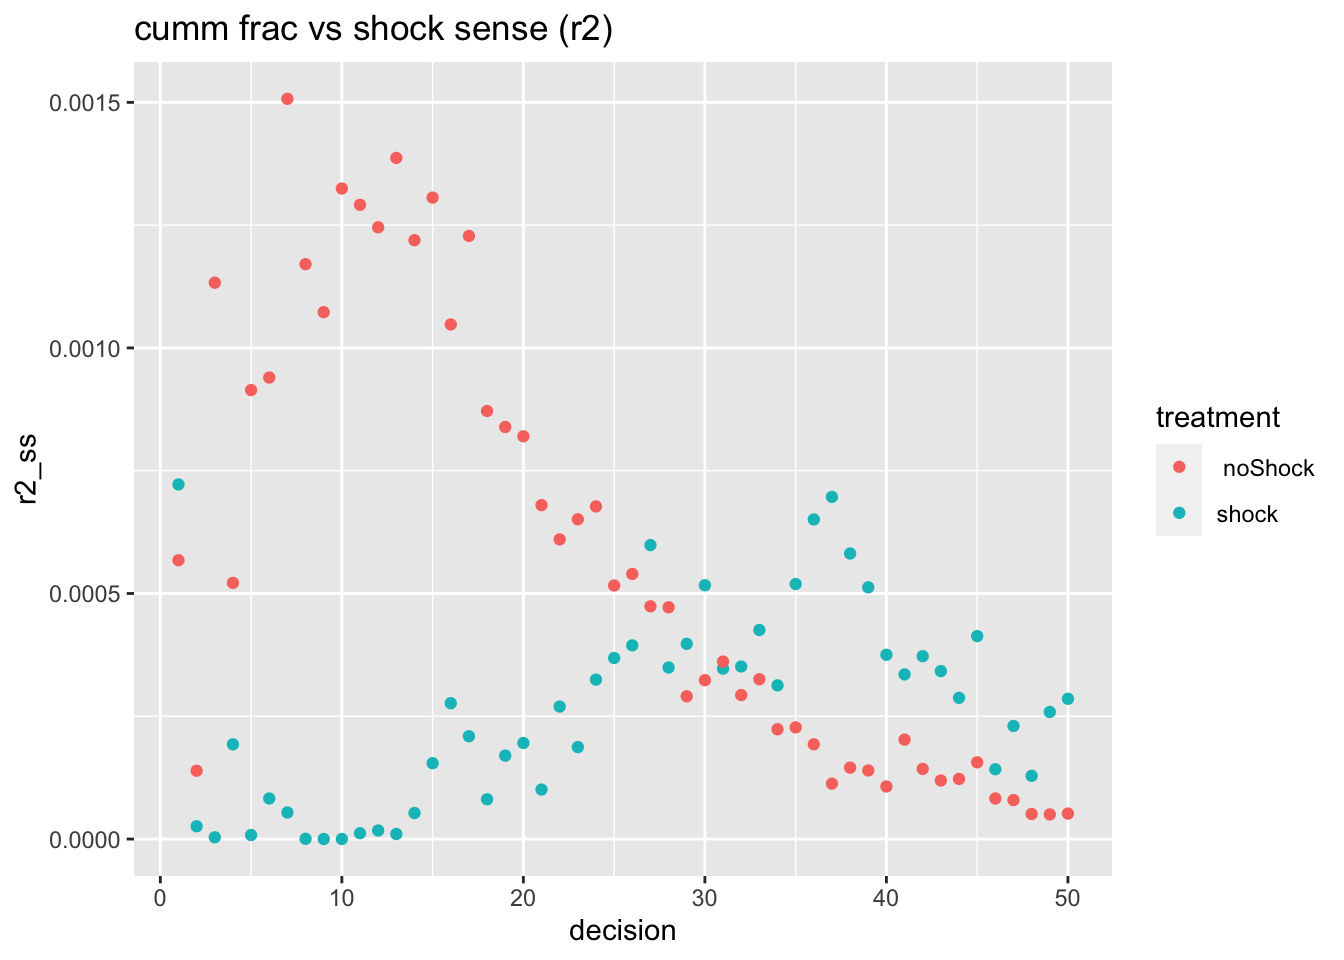 cumm frac vs shock sense (r2)
0.0015
0.0010
0.0005
0.0000
r2_ss
0 10 20 30 40 50
decision
treatment
noShock
shock